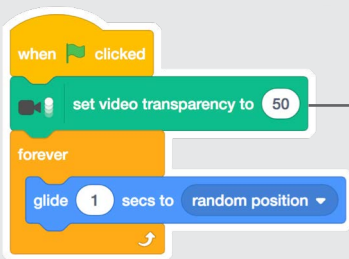 when clicked
set video transparency to 50
forever
glide 1 secs to random position